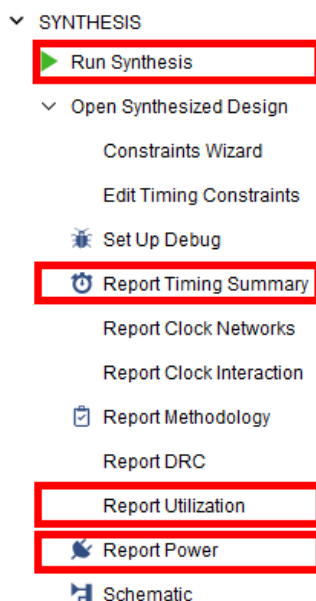 SYNTHESIS
Run Synthesis
Open Synthesized Design
Constraints Wizard
Edit Timing Constraints
Set Up Debug
Report Timing Summary
Report Clock Networks
Report Clock Interaction
Report Methodology
Report DRC
Report Utilization
Report Power
Schematic